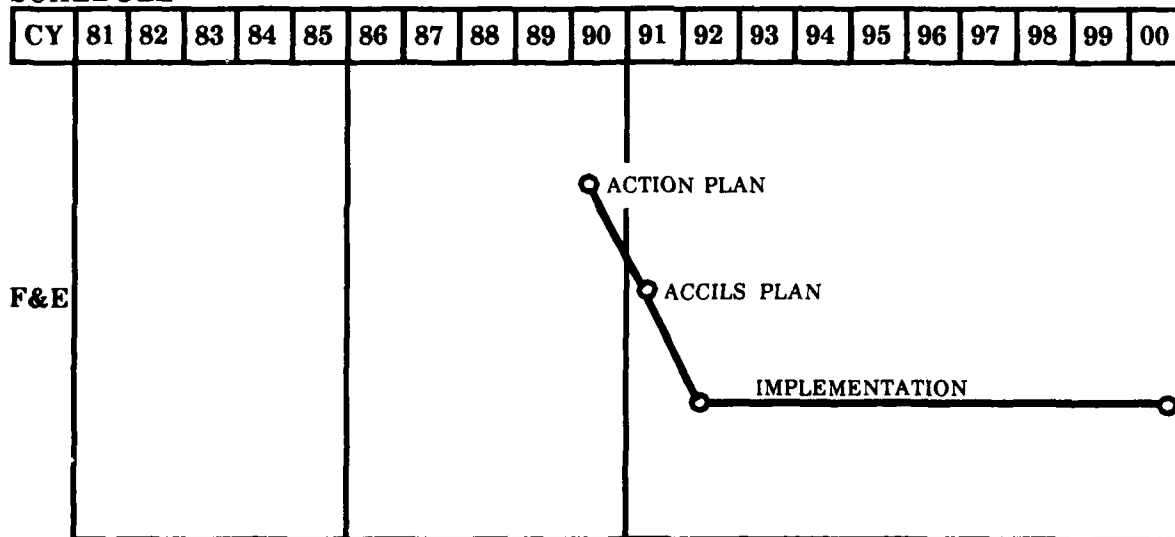 CY 81 82 83 84 85 86 87 88 89 90 91 92 93 94 95 96 97 98 99 00
ACTION PLAN
F&E
ACCILS PLAN
IMPLEMENTATION